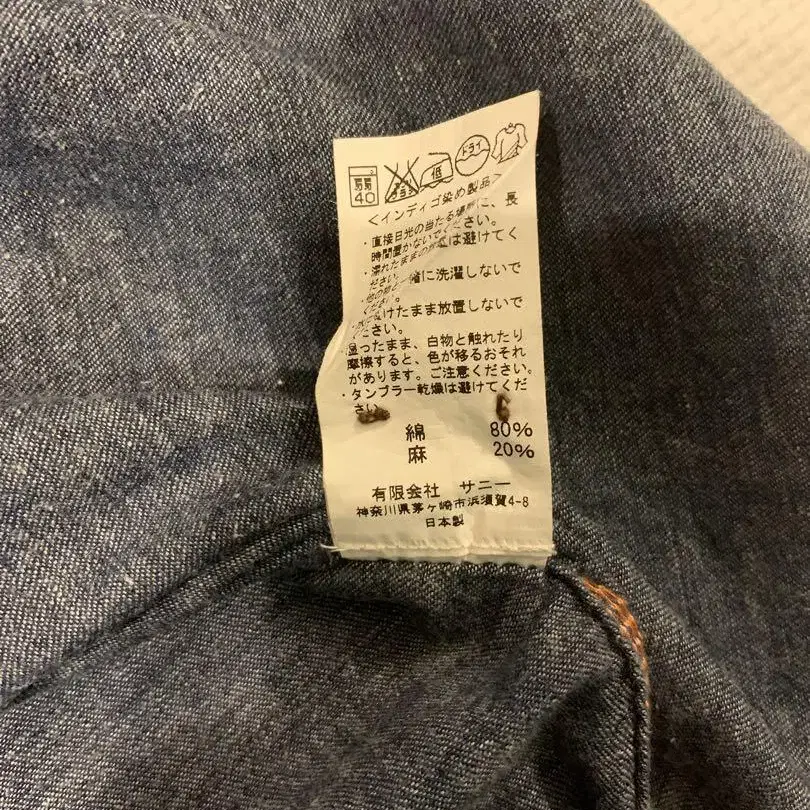 40
低
ドライ
<インディゴ染め製品>
・直接日光の当たる場所に、長
時間置かないでください。
・濡れたままの
は避けてく
ださい。
・他の物と一緒に洗濯しないで
ください。
けたまま放置しないで
ください。
湿ったまま、白物と触れたり
摩擦すると、色が移るおそれ
があります。ご注意ください。
・タンブラー乾燥は避けてくだ
さい。
綿 80%
麻 20%
有限会社 サニー
神奈川県茅ヶ崎市浜須賀4-8
日本製